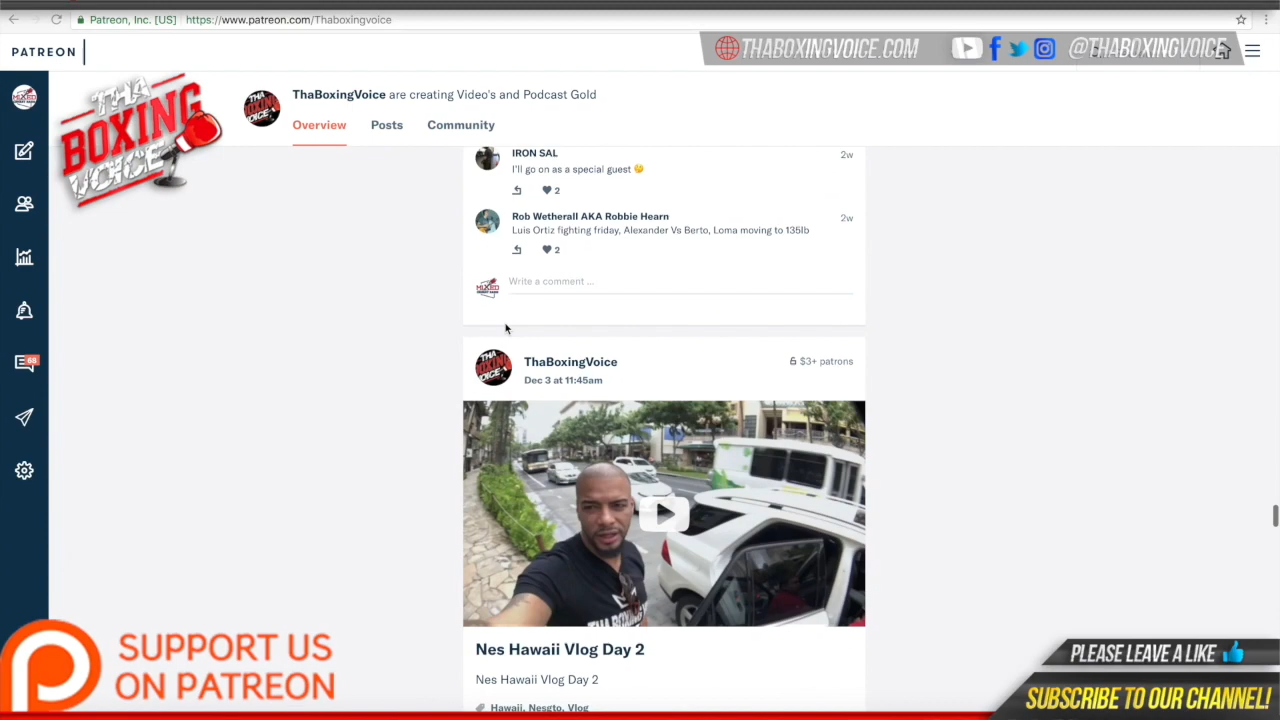 Patreon, Inc. [US] https://www.patreon.com/Thaboxingvoice
PATREON
THABOXINGVOICE.COM
@THABOXINGVOICE
THA BOXING VOICE
ThaBoxingVoice are creating Video's and Podcast Gold
Overview Posts Community
IRON SAL 2w
I'll go on as a special guest
2
Rob Wetherall AKA Robbie Hearn 2w
Luis Ortiz fighting friday, Alexander Vs Berto, Loma moving to 135lb
2
Write a comment ...
68
ThaBoxingVoice $3+ patrons
Dec 3 at 11:45am
Nes Hawaii Vlog Day 2
Nes Hawaii Vlog Day 2
Hawaii, Nesgto, Vlog
SUPPORT US
ON PATREON
PLEASE LEAVE A LIKE
SUBSCRIBE TO OUR CHANNEL!